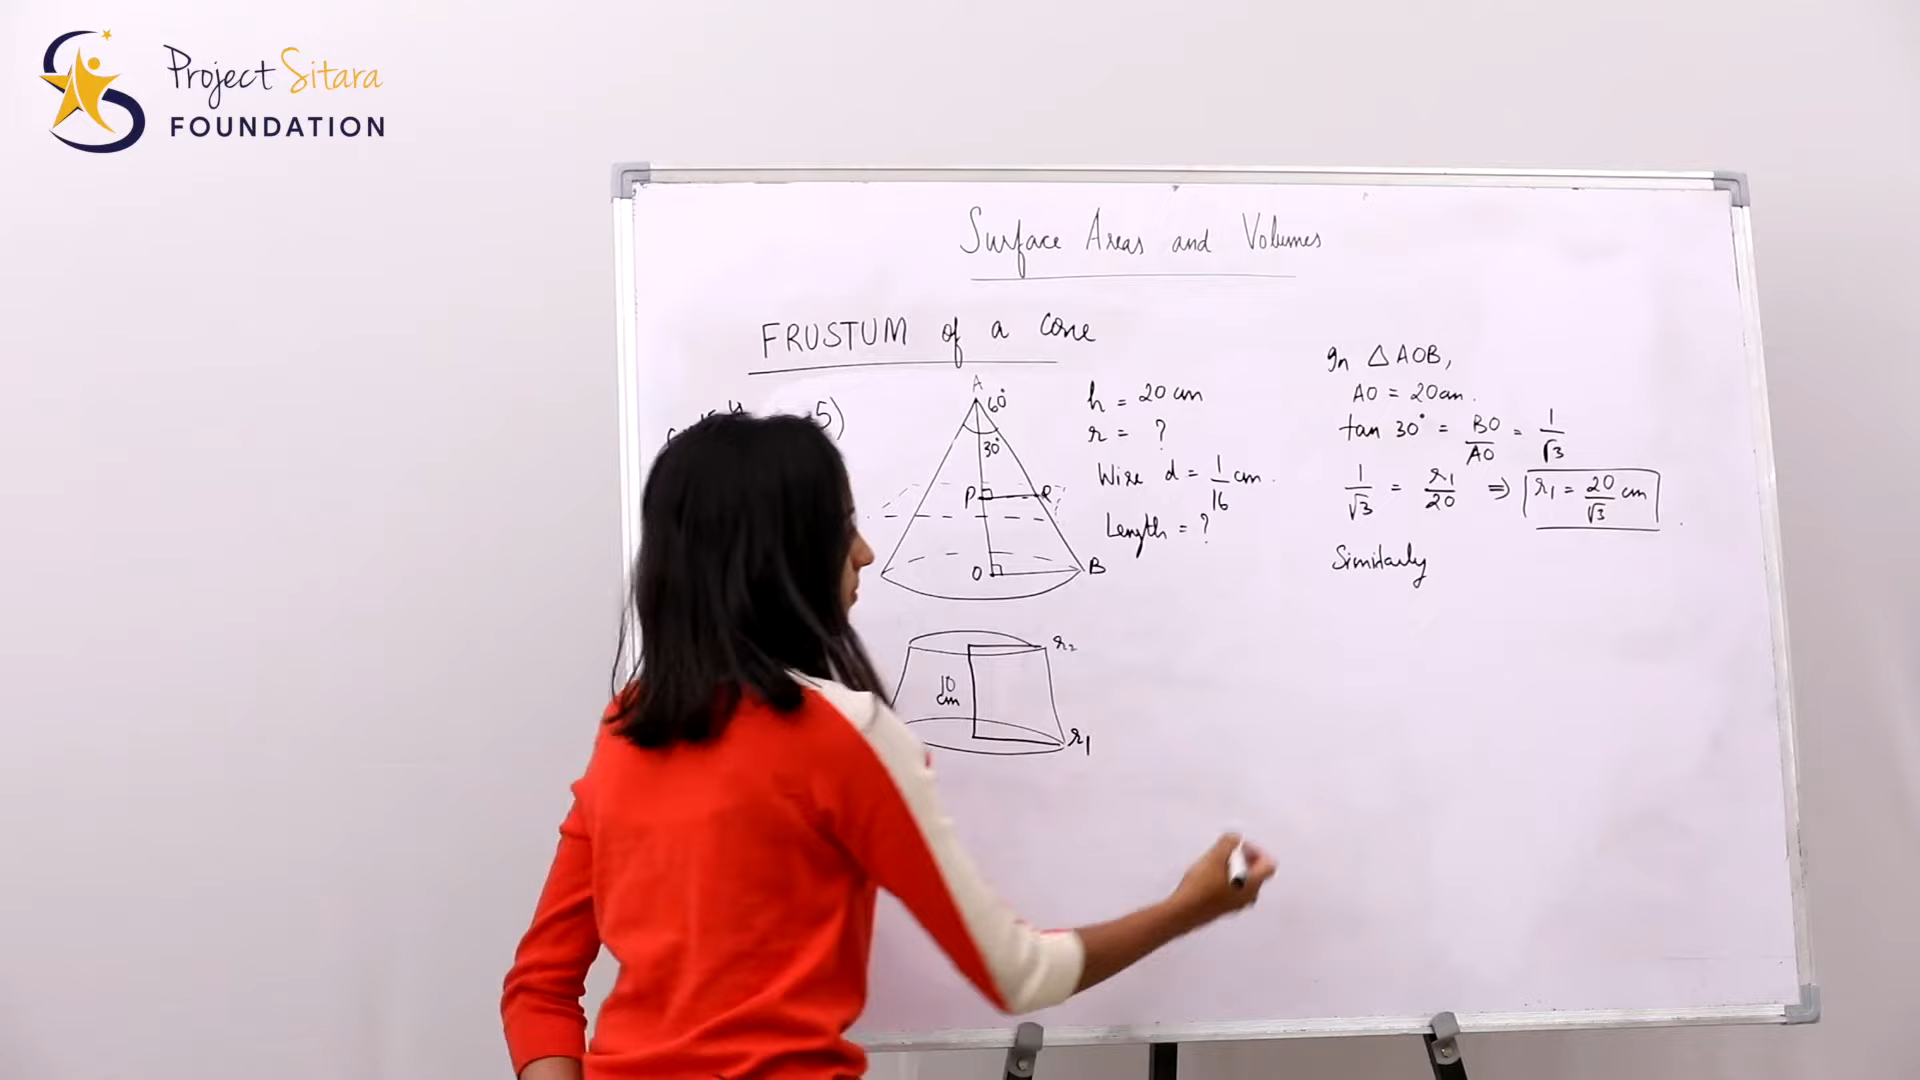 Project Sitara
FOUNDATION
Surface Areas and Volumes
FRUSTUM of a cone
5)
A
60°
30°
P
O
B
h = 20 cm
r = ?
Wire d = 1/16 cm.
Length = ?
r₂
10 cm
r₁
In △AOB,
AO = 20cm.
tan 30° = BO/AO = 1/√3
1/√3 = r₁/20 ⇒ r₁ = 20/√3 cm
Similarly